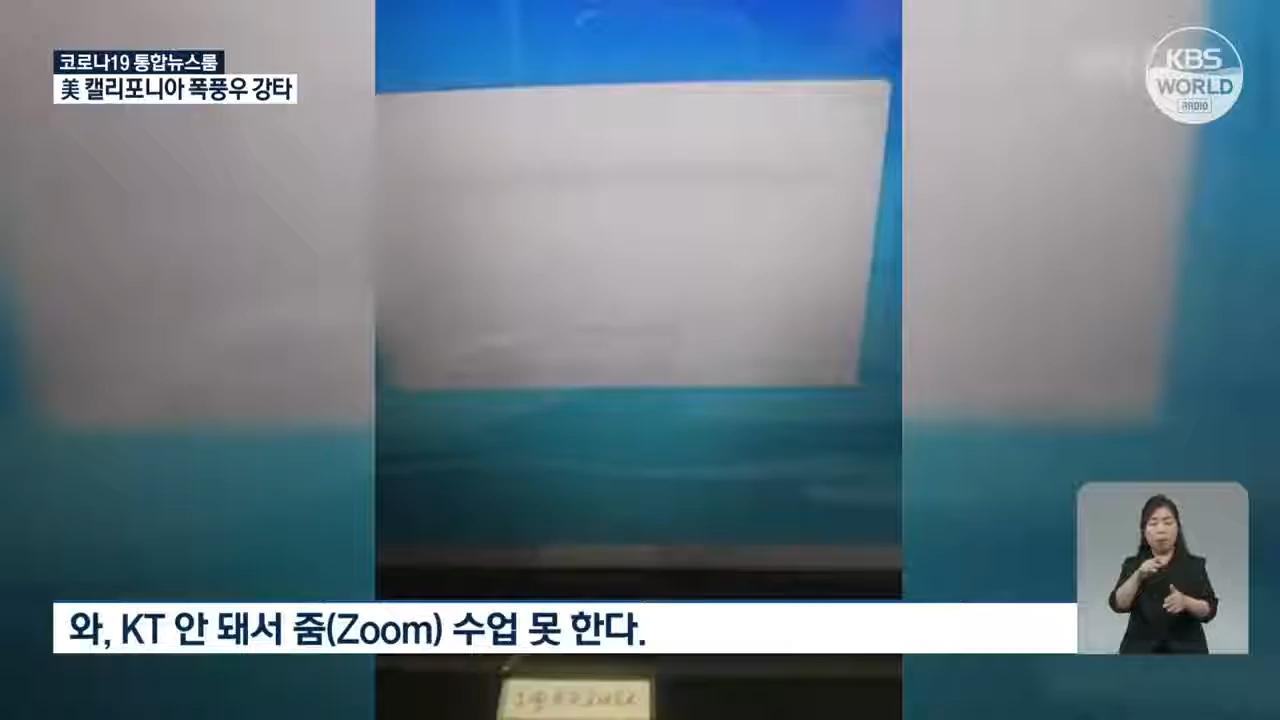 코로나19 통합뉴스룸
美 캘리포니아 폭풍우 강타
KBS
WORLD
RADIO
와, KT 안 돼서 줌(Zoom) 수업 못 한다.